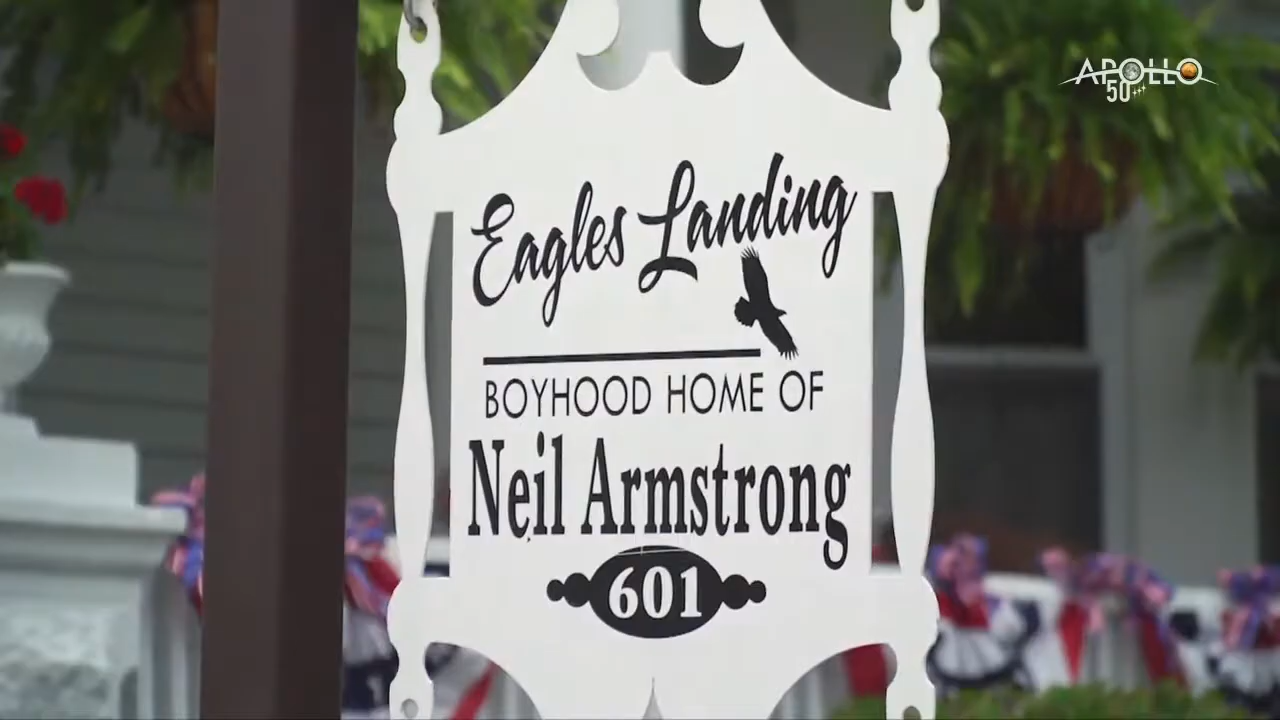 APOLLO
50
Eagles Landing
BOYHOOD HOME OF
Neil Armstrong
601